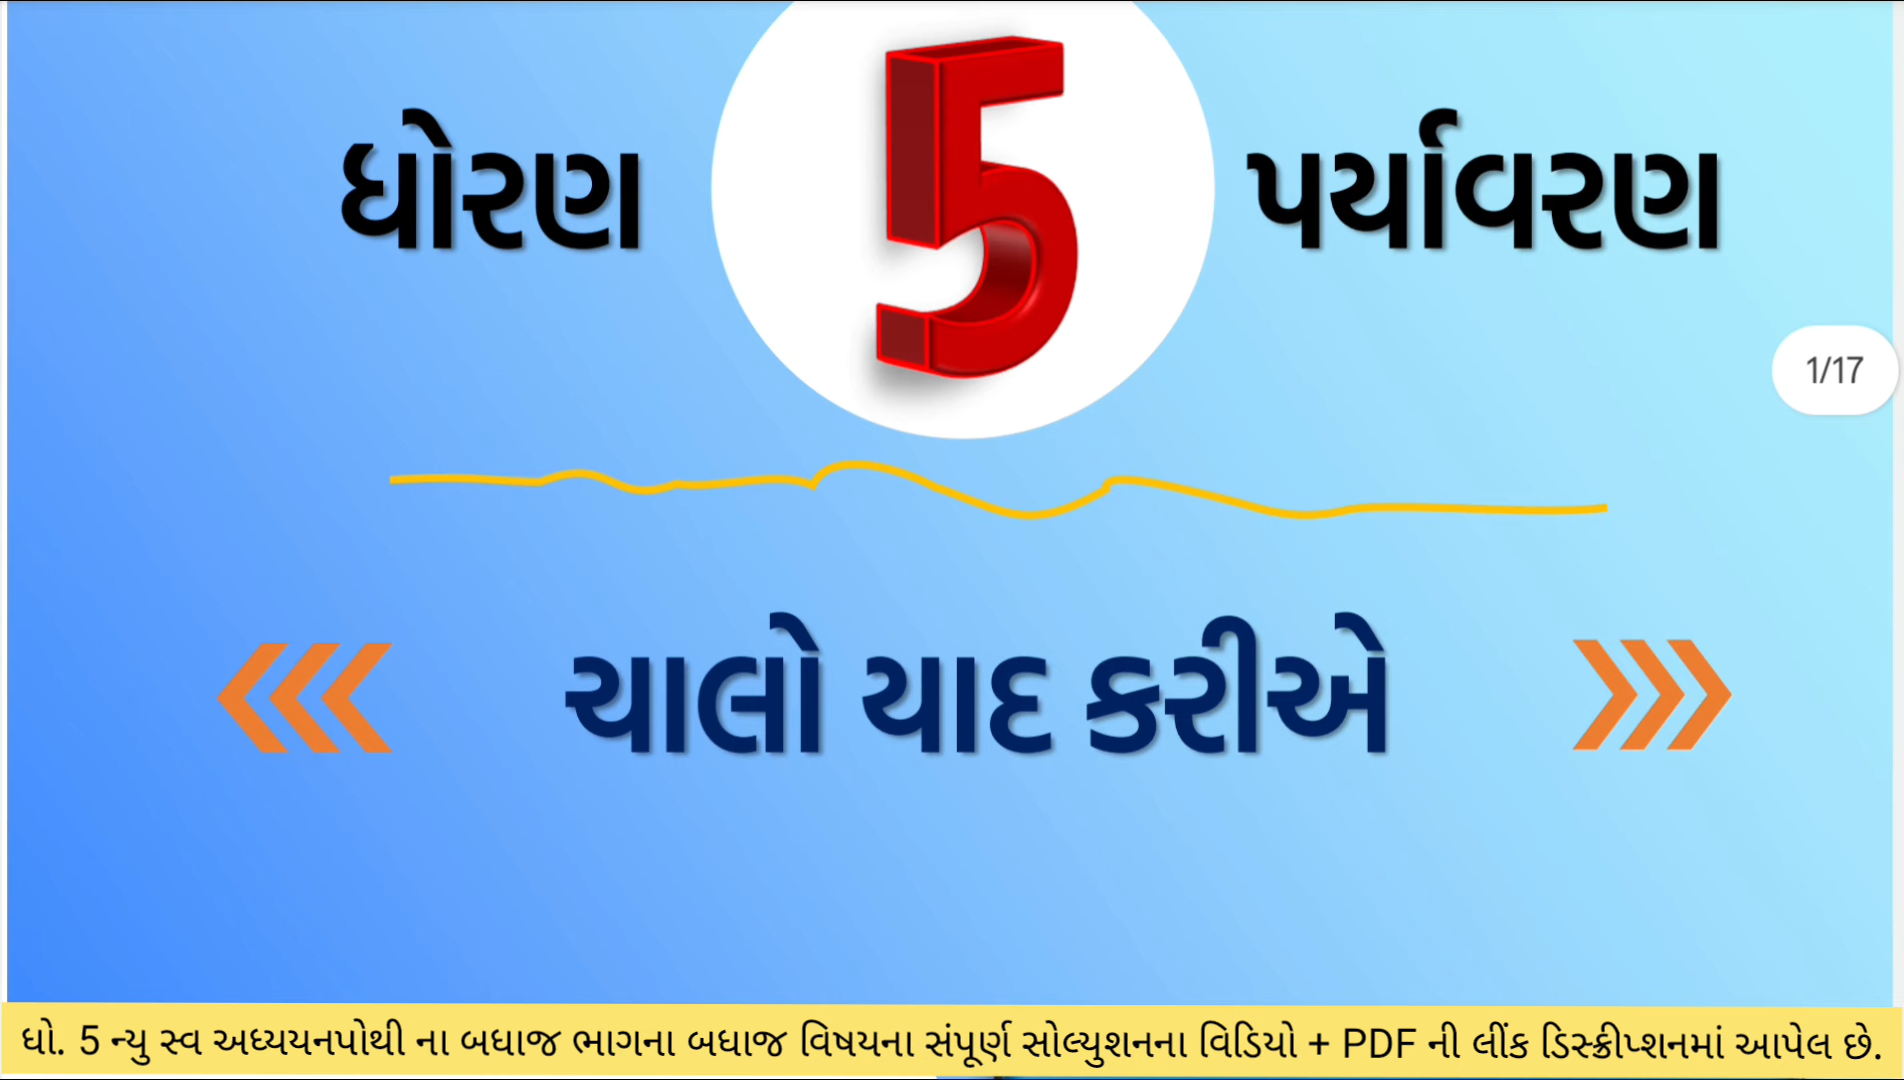 ધોરણ 5 પર્યાવરણ
1/17
ચાલો યાદ કરીએ
ધો. 5 ન્યુ સ્વ અધ્યયનપોથી ના બધાજ ભાગના બધાજ વિષયના સંપૂર્ણ સોલ્યુશનના વિડિયો + PDF ની લીંક ડિસ્ક્રીપ્શનમાં આપેલ છે.